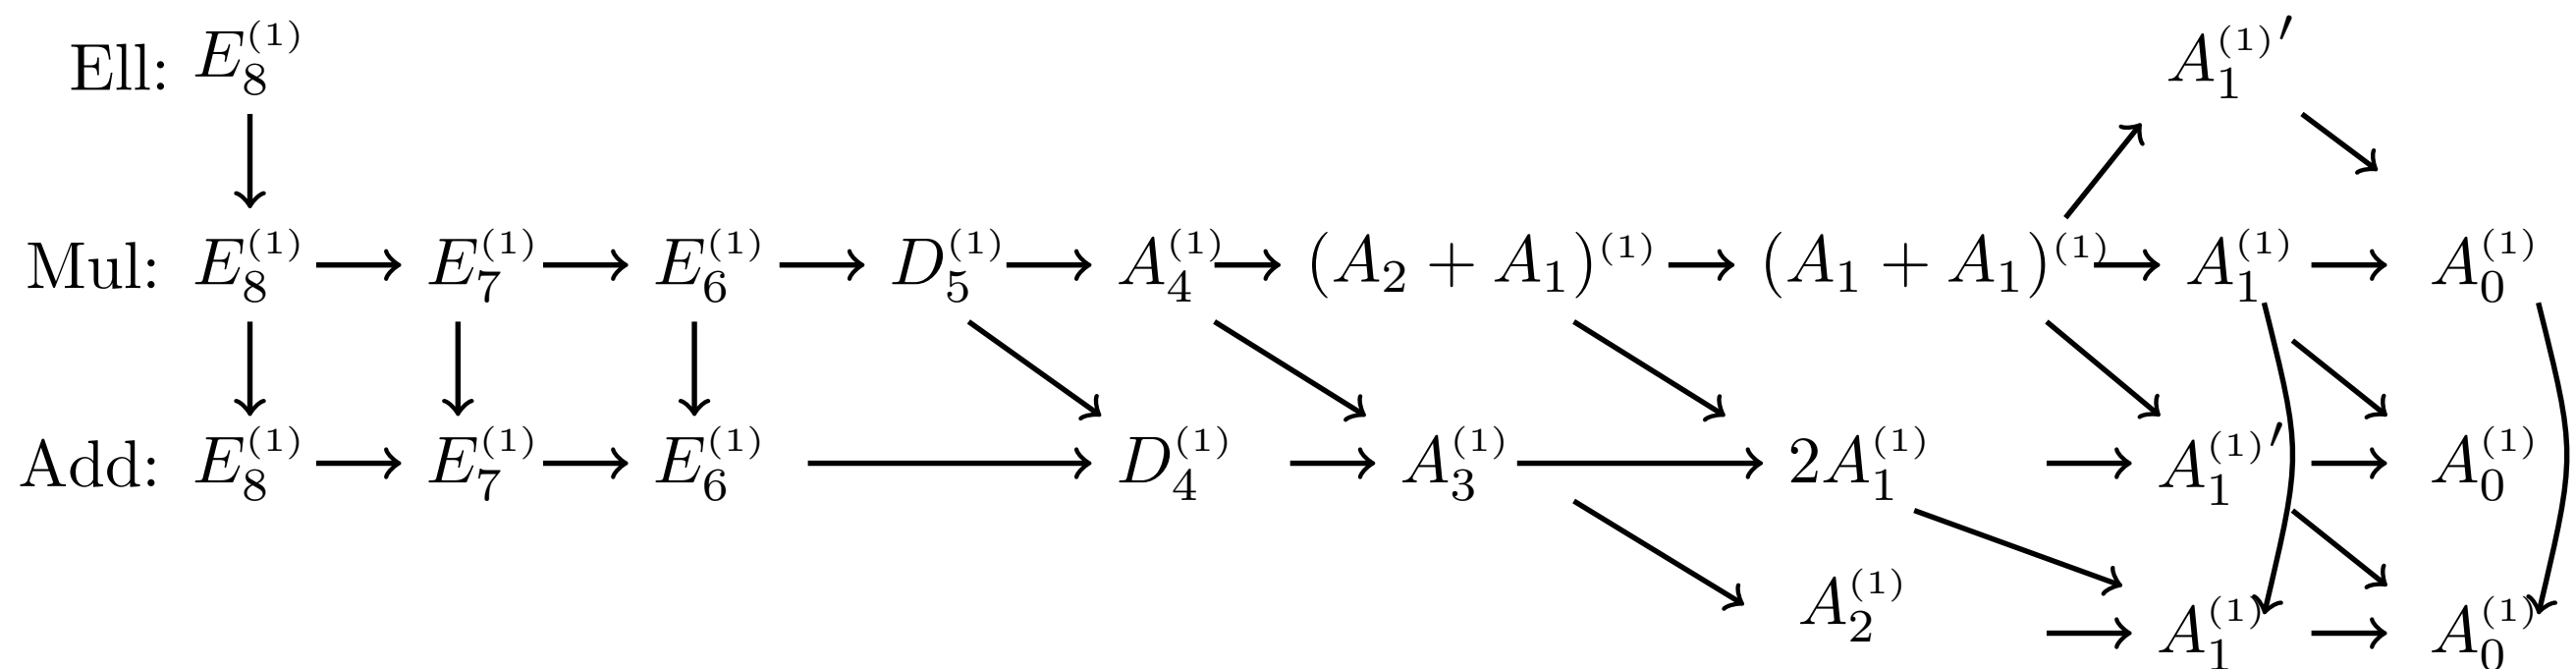 Ell: E_8^{(1)} A_1^{(1)}′
Mul: E_8^{(1)} → E_7^{(1)} → E_6^{(1)} → D_5^{(1)} → A_4^{(1)} → (A_2 + A_1)^{(1)} → (A_1 + A_1)^{(1)} → A_1^{(1)} → A_0^{(1)}
Add: E_8^{(1)} → E_7^{(1)} → E_6^{(1)} → D_4^{(1)} → A_3^{(1)} → 2A_1^{(1)} → A_1^{(1)}′ → A_0^{(1)}
A_2^{(1)} → A_1^{(1)} → A_0^{(1)}